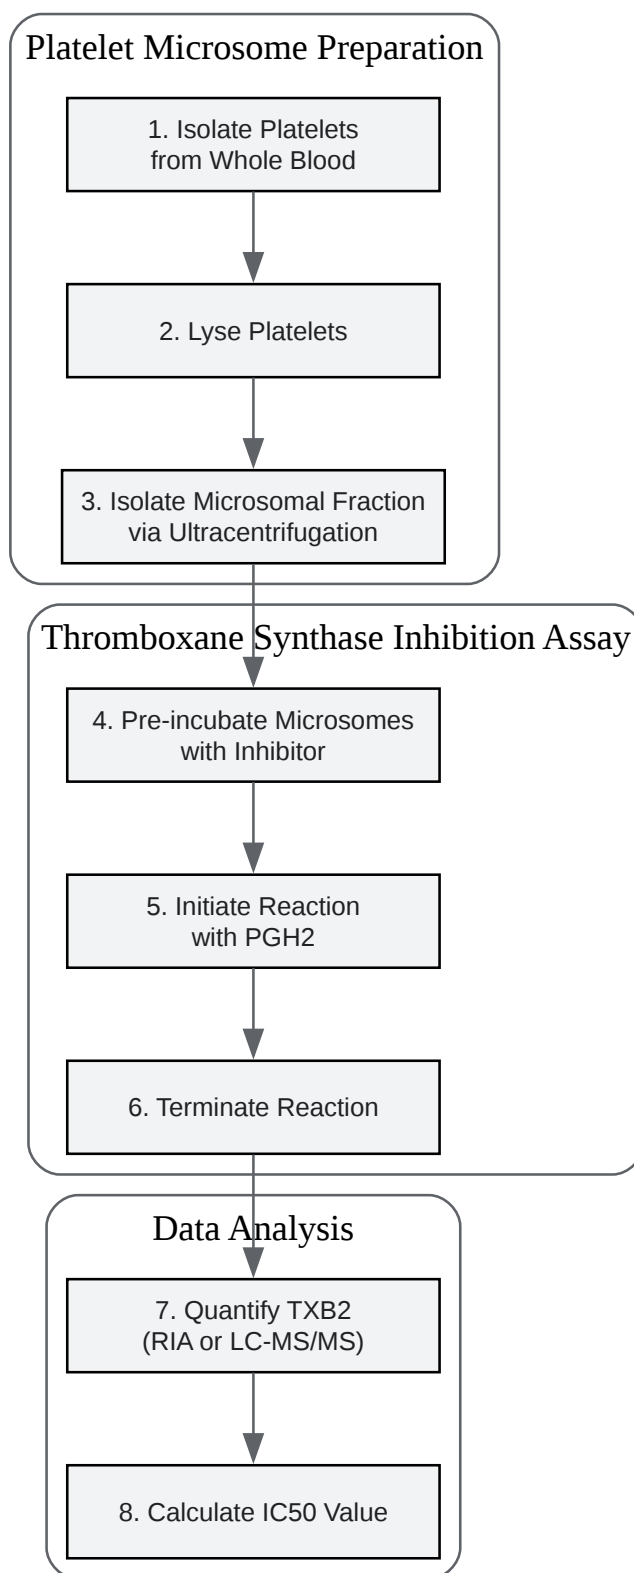 Platelet Microsome Preparation
1. Isolate Platelets
from Whole Blood
2. Lyse Platelets
3. Isolate Microsomal Fraction
via Ultracentrifugation
Thromboxane Synthase Inhibition Assay
4. Pre-incubate Microsomes
with Inhibitor
5. Initiate Reaction
with PGH2
6. Terminate Reaction
Data Analysis
7. Quantify TXB2
(RIA or LC-MS/MS)
8. Calculate IC50 Value